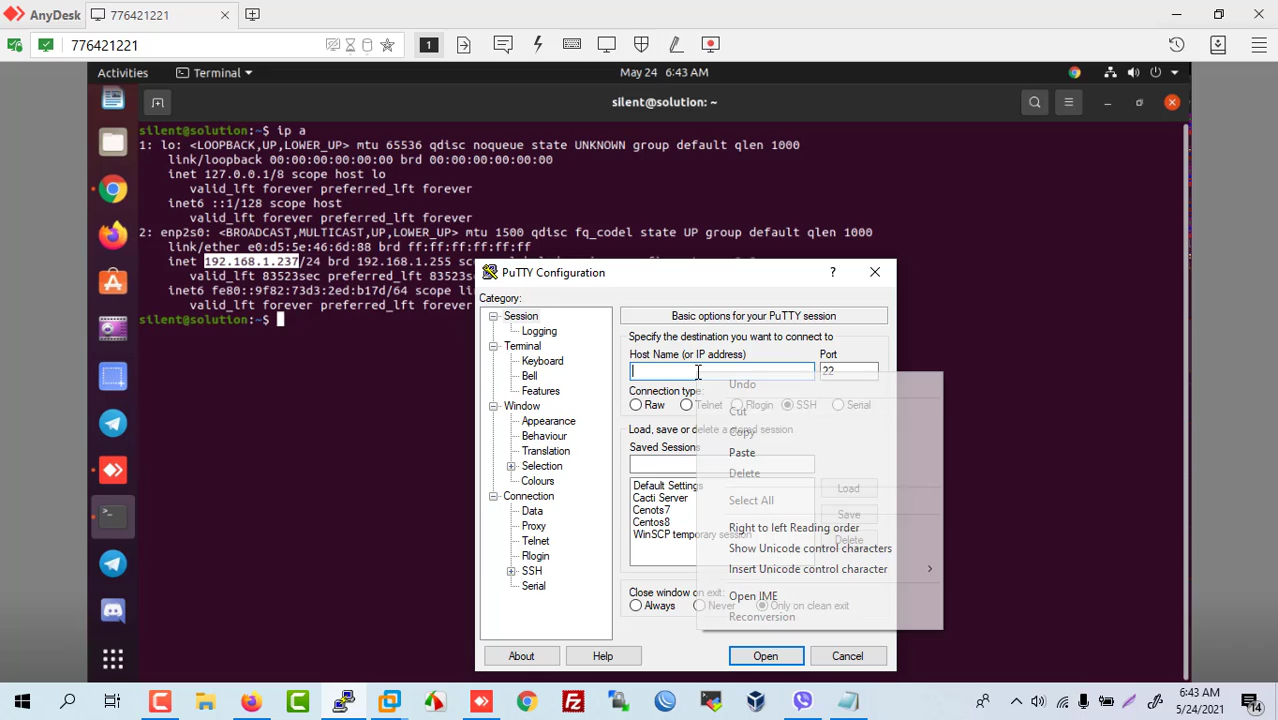 AnyDesk
776421221
776421221
1
Activities
Terminal
May 24 6:43 AM
silent@solution: ~
silent@solution:~$ ip a
1: lo: <LOOPBACK,UP,LOWER_UP> mtu 65536 qdisc noqueue state UNKNOWN group default qlen 1000
link/loopback 00:00:00:00:00:00 brd 00:00:00:00:00:00
inet 127.0.0.1/8 scope host lo
valid_lft forever preferred_lft forever
inet6 ::1/128 scope host
valid_lft forever preferred_lft forever
2: enp2s0: <BROADCAST,MULTICAST,UP,LOWER_UP> mtu 1500 qdisc fq_codel state UP group default qlen 1000
link/ether e0:d5:5e:46:6d:88 brd ff:ff:ff:ff:ff:ff
inet 192.168.1.237/24 brd 192.168.1.255
valid_lft 83523sec preferred_lft 83523
inet6 fe80::9f82:73d3:2ed:b17d/64 scope
valid_lft forever preferred_lft forever
silent@solution:~$
PuTTY Configuration
?
Category:
Session
Logging
Terminal
Keyboard
Bell
Features
Window
Appearance
Behaviour
Translation
Selection
Colours
Connection
Data
Proxy
Telnet
Rlogin
SSH
Serial
Basic options for your PuTTY session
Specify the destination you want to connect to
Host Name (or IP address)
Port
22
Connection type:
Raw
Telnet
Rlogin
SSH
Serial
Load, save or delete a stored session
Saved Sessions
Default Settings
Cacti Server
Cenots7
Centos8
WinSCP temporary session
Load
Save
Delete
Close window on exit:
Always
Never
Only on clean exit
About
Help
Open
Cancel
Undo
Cut
Copy
Paste
Delete
Select All
Right to left Reading order
Show Unicode control characters
Insert Unicode control character
Open IME
Reconversion
6:43 AM
5/24/2021
14